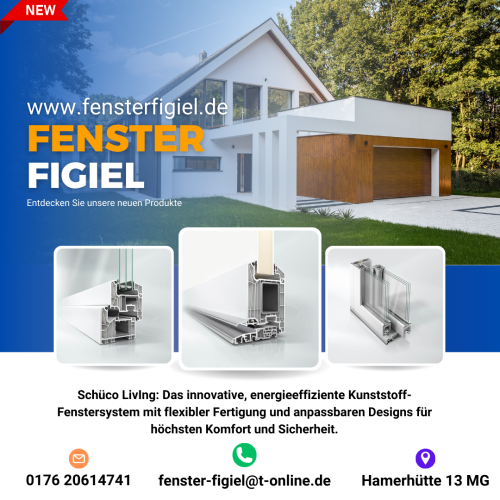 NEW
www.fensterfigiel.de
FENSTER
FIGIEL
Entdecken Sie unsere neuen Produkte
Schüco LivIng: Das innovative, energieeffiziente Kunststoff-
Fenstersystem mit flexibler Fertigung und anpassbaren Designs für
höchsten Komfort und Sicherheit.
0176 20614741
fenster-figiel@t-online.de
Hamerhütte 13 MG